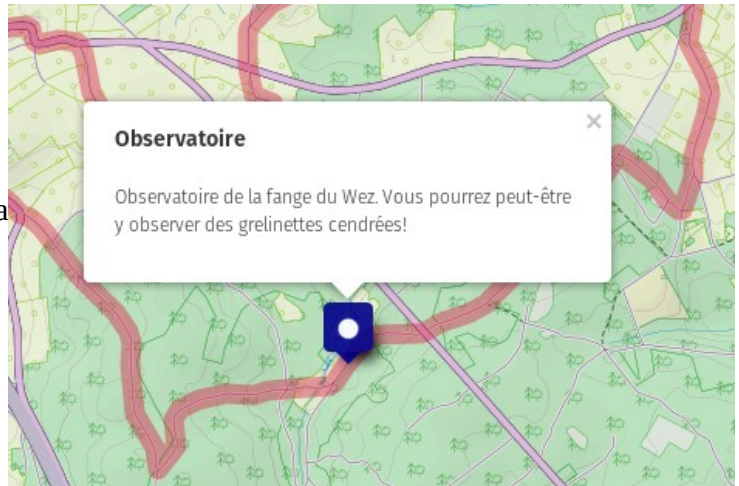 Observatoire
×
Observatoire de la fange du Wez. Vous pourrez peut-être
y observer des grelinettes cendrées!
a